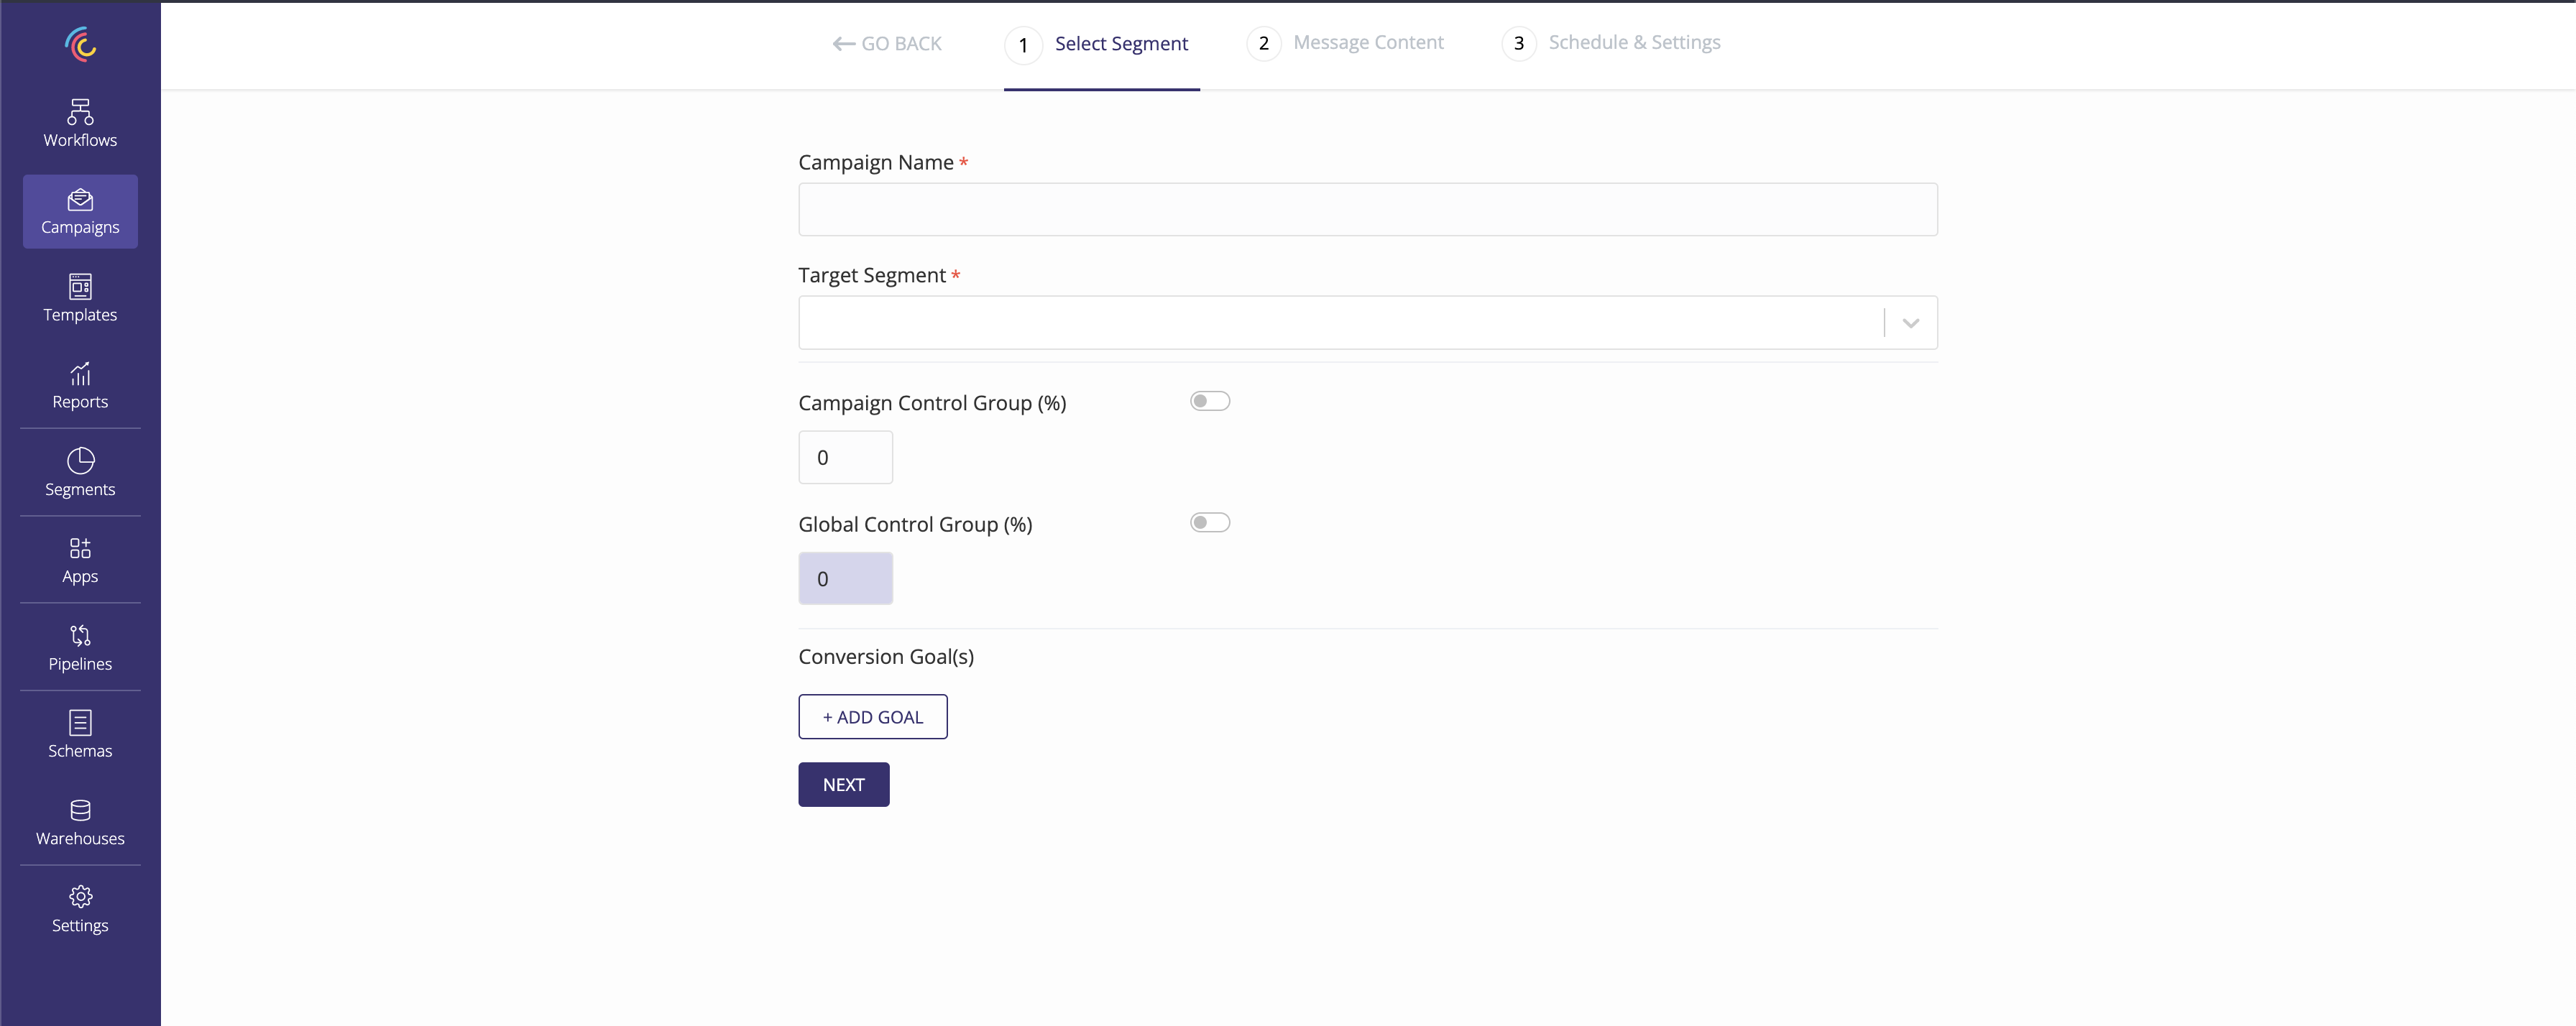 GO BACK
1 Select Segment
2 Message Content
3 Schedule & Settings
Workflows
Campaigns
Templates
Reports
Segments
Apps
Pipelines
Schemas
Warehouses
Settings
Campaign Name *
Target Segment *
Campaign Control Group (%)
0
Global Control Group (%)
0
Conversion Goal(s)
+ ADD GOAL
NEXT